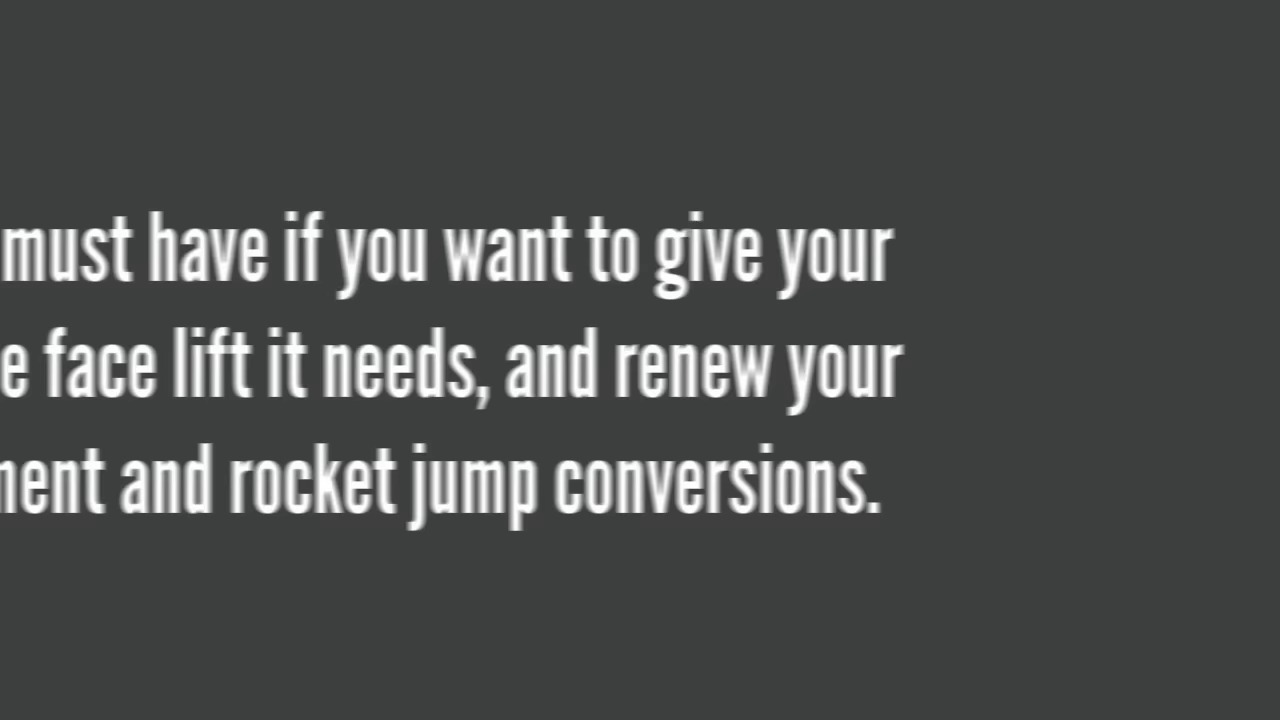 must have if you want to give your
e face lift it needs, and renew your
ment and rocket jump conversions.